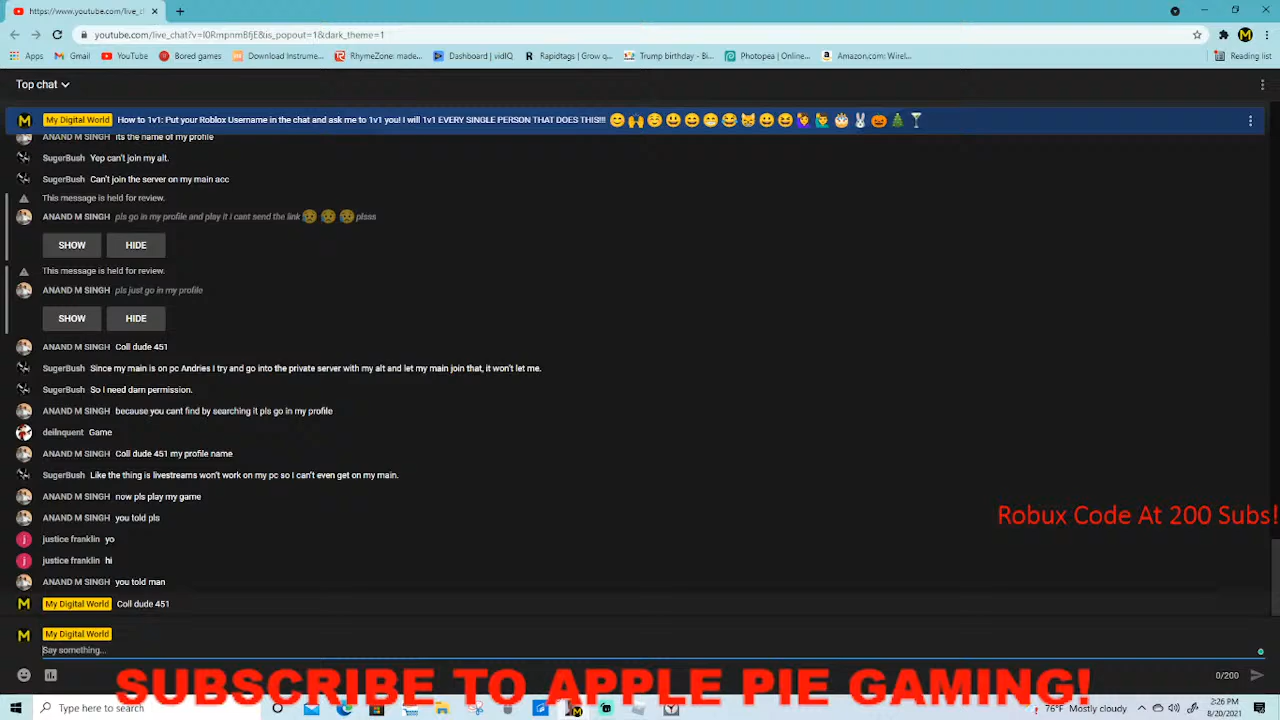 https://www.youtube.com/live_cl
youtube.com/live_chat?v=l0RmpnmBfjE&is_popout=1&dark_theme=1
Apps Gmail YouTube Bored games Download Instrume... RhymeZone: made... Dashboard | vidIQ Rapidtags | Grow q... Trump birthday - Bi... Photopea | Online... Amazon.com: Wirel... Reading list
Top chat
My Digital World How to 1v1: Put your Roblox Username in the chat and ask me to 1v1 you! I will 1v1 EVERY SINGLE PERSON THAT DOES THIS!!! 😊🙌☺😃😄😁😂😸😀😆🙋‍♀️🙋‍♂️🎂🐰🎃🎄🍸
ANAND M SINGH its the name of my profile
SugerBush Yep can't join my alt.
SugerBush Can't join the server on my main acc
This message is held for review.
ANAND M SINGH pls go in my profile and play it i cant send the link 😥 😥 😥 plsss
SHOW HIDE
This message is held for review.
ANAND M SINGH pls just go in my profile
SHOW HIDE
ANAND M SINGH Coll dude 451
SugerBush Since my main is on pc Andries I try and go into the private server with my alt and let my main join that, it won't let me.
SugerBush So I need darn permission.
ANAND M SINGH because you cant find by searching it pls go in my profile
deilnquent Game
ANAND M SINGH Coll dude 451 my profile name
SugerBush Like the thing is livestreams won't work on my pc so I can't even get on my main.
ANAND M SINGH now pls play my game
Robux Code At 200 Subs!
ANAND M SINGH you told pls
justice franklin yo
justice franklin hi
ANAND M SINGH you told man
My Digital World Coll dude 451
My Digital World
Say something...
0/200
SUBSCRIBE TO APPLE PIE GAMING!
Type here to search
76°F Mostly cloudy
2:26 PM
8/20/2021